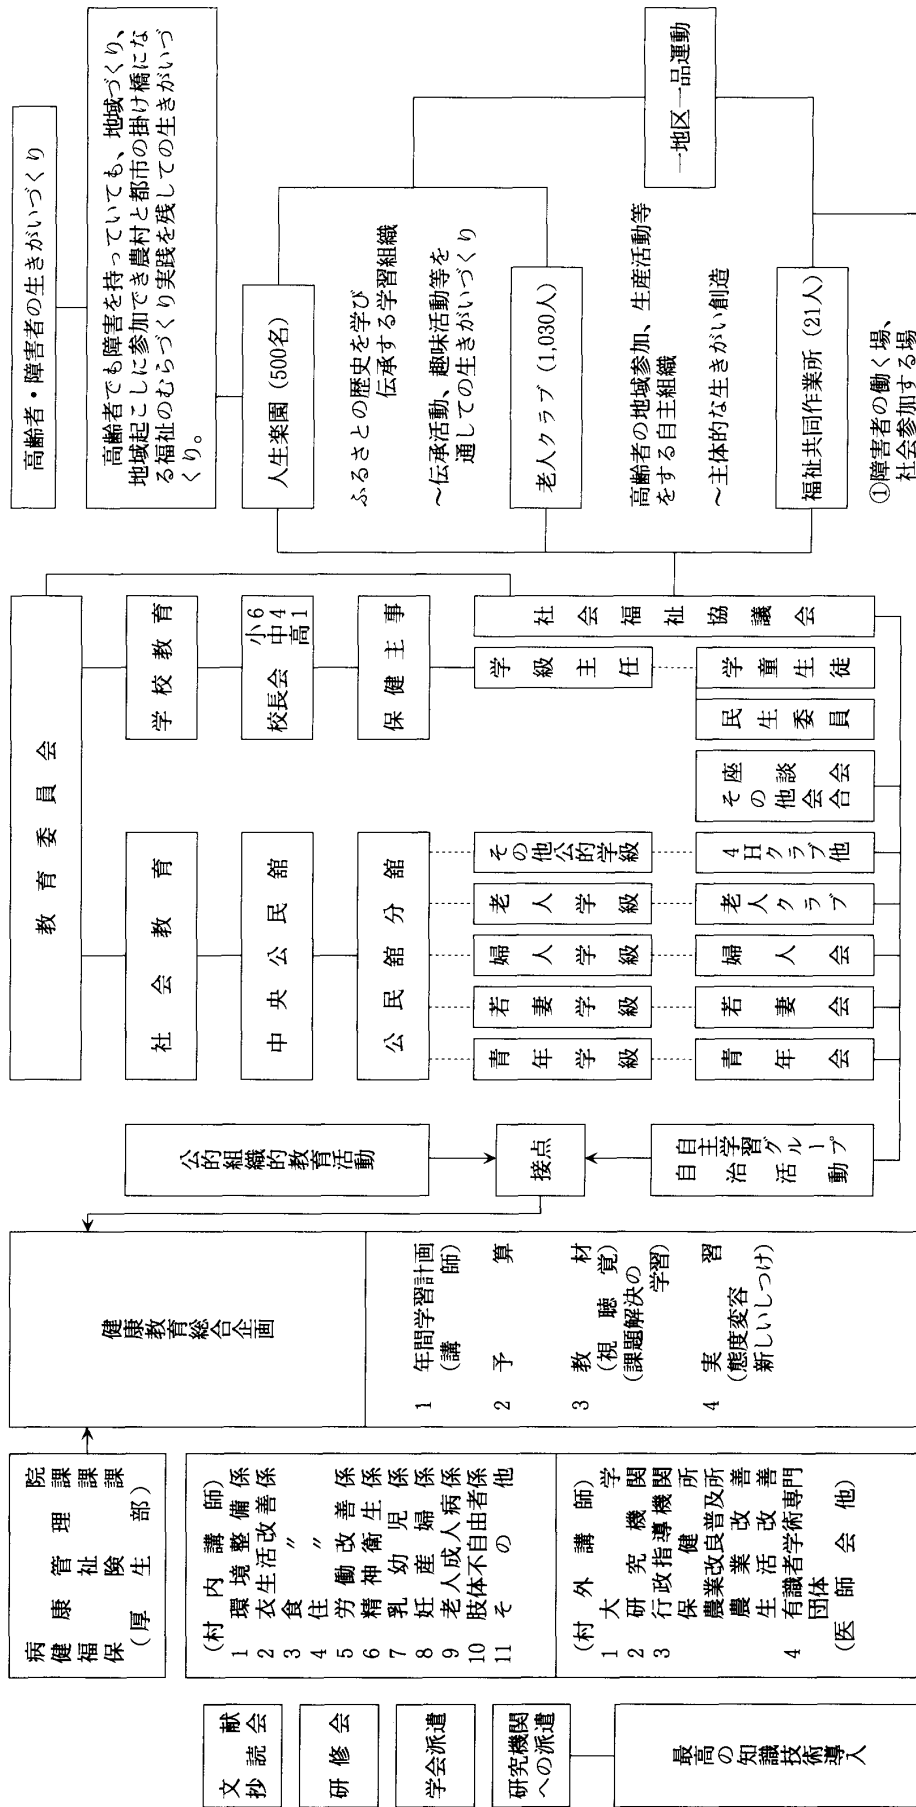 文献
抄読会
研修会
学会派遣
研究機関
への派遣
最高の知識技術導入
病院
健康管理課
福祉課
保険課
(厚生部)
(村内講師)
1 環境整備係
2 衣生活改善係
3 食 〃
4 住 〃
5 労働改善係
6 精神衛生係
7 乳幼児係
8 妊産婦係
9 老人成人病係
10 肢体不自由者係
11 その他
(村外講師)
1 大学
2 研究機関
3 行政指導機関
保健所
農業改良普及所
農業改善
生活改善
4 有識者学術専門
団体
(医師会他)
健康教育総合企画
1 年間学習計画
(講師)
2 予算
3 教材
(視聴覚)
(課題解決の
学習)
4 実習
(態度変容
新しいしつけ)
公的組織的教育活動
接点
自主学習グループ
自治活動
教育委員会
社会教育
中央公民舘
公民舘分舘
青年学級
若妻学級
婦人学級
老人学級
その他公的学級
青年会
若妻会
婦人会
老人クラブ
4Hクラブ他
座談会
その他会合
民生委員
学童生徒
学校教育
校長会
小6
中4
高1
保健主事
学級主任
社会福祉協議会
高齢者・障害者の生きがいづくり
高齢者でも障害を持っていても、地域づくり、
地域起こしに参加でき農村と都市の掛け橋にな
る福祉のむらづくり実践を残しての生きがいづ
くり。
人生楽園(500名)
ふるさとの歴史を学び
伝承する学習組織
~伝承活動、趣味活動等を
通しての生きがいづくり
老人クラブ(1,030人)
高齢者の地域参加、生産活動等
をする自主組織
~主体的な生きがい創造
福祉共同作業所(21人)
①障害者の働く場、
社会参加する場
一地区一品運動